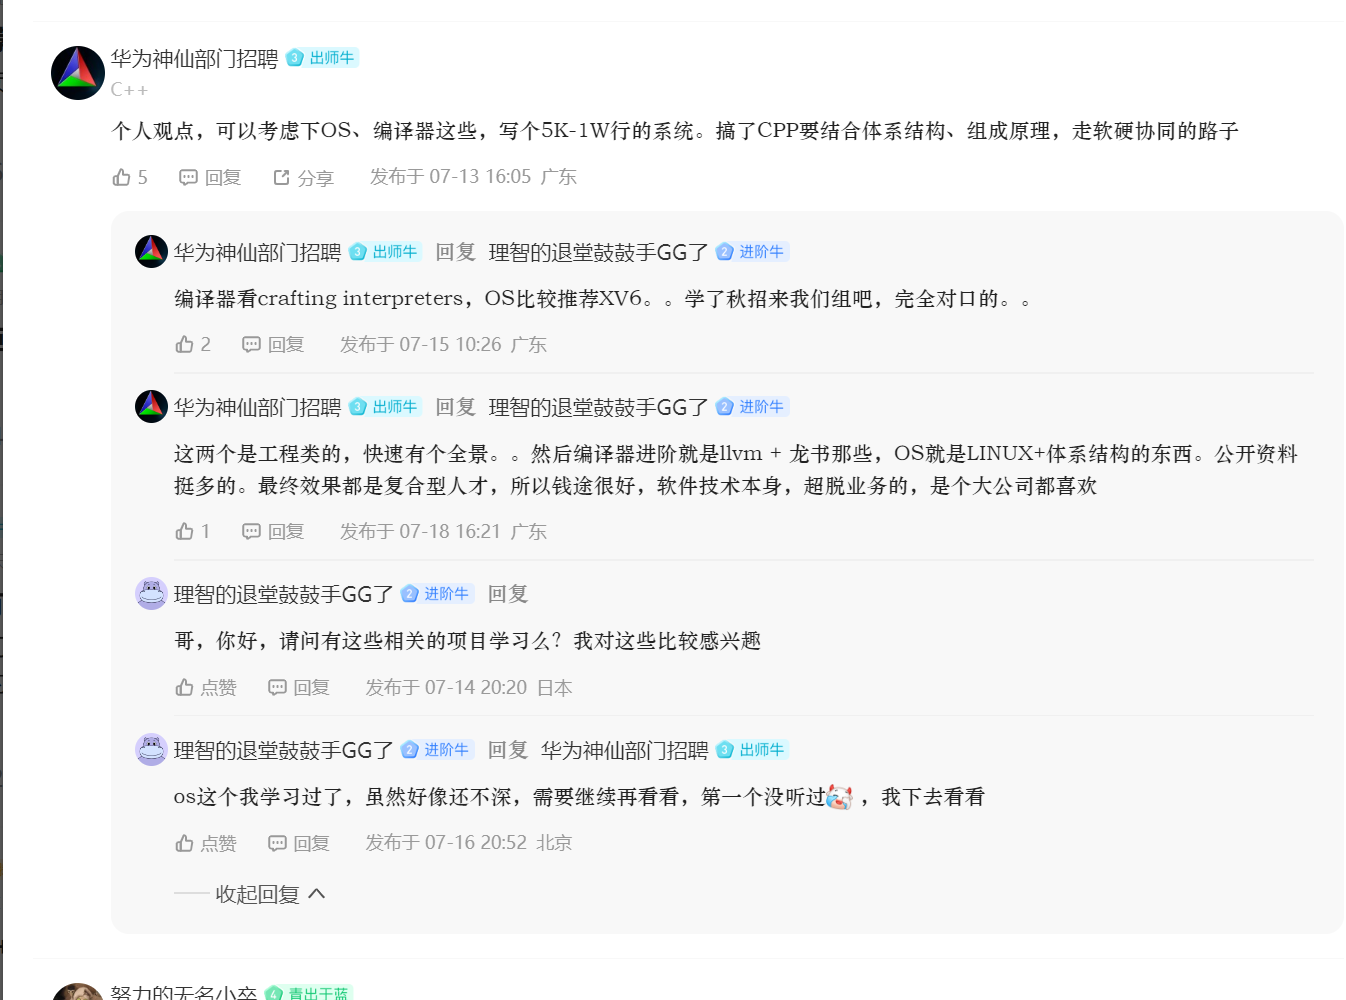 华为神仙部门招聘 3 出师牛
C++
个人观点，可以考虑下OS、编译器这些，写个5K-1W行的系统。搞了CPP要结合体系结构、组成原理，走软硬协同的路子
5 回复 分享 发布于 07-13 16:05 广东
华为神仙部门招聘 3 出师牛 回复 理智的退堂鼓鼓手GG了 2 进阶牛
编译器看crafting interpreters，OS比较推荐XV6。。学了秋招来我们组吧，完全对口的。。
2 回复 发布于 07-15 10:26 广东
华为神仙部门招聘 3 出师牛 回复 理智的退堂鼓鼓手GG了 2 进阶牛
这两个是工程类的，快速有个全景。。然后编译器进阶就是llvm + 龙书那些，OS就是LINUX+体系结构的东西。公开资料
挺多的。最终效果都是复合型人才，所以钱途很好，软件技术本身，超脱业务的，是个大公司都喜欢
1 回复 发布于 07-18 16:21 广东
理智的退堂鼓鼓手GG了 2 进阶牛 回复
哥，你好，请问有这些相关的项目学习么？我对这些比较感兴趣
点赞 回复 发布于 07-14 20:20 日本
理智的退堂鼓鼓手GG了 2 进阶牛 回复 华为神仙部门招聘 3 出师牛
os这个我学习过了，虽然好像还不深，需要继续再看看，第一个没听过 ，我下去看看
点赞 回复 发布于 07-16 20:52 北京
收起回复
努力的无名小卒 4 青出于蓝